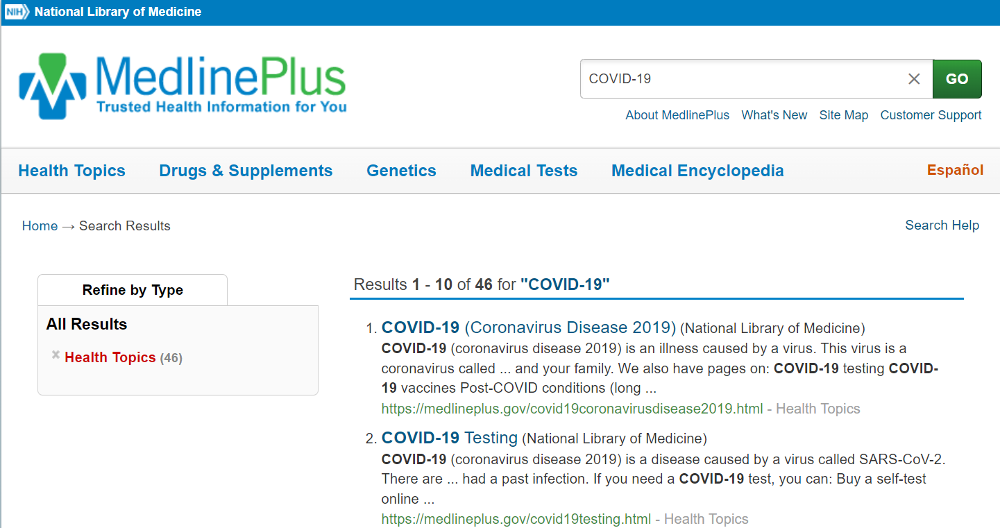 NIH National Library of Medicine
MedlinePlus
Trusted Health Information for You
COVID-19 × GO
About MedlinePlus What's New Site Map Customer Support
Health Topics Drugs & Supplements Genetics Medical Tests Medical Encyclopedia Español
Home → Search Results Search Help
Refine by Type
All Results
× Health Topics (46)
Results 1 - 10 of 46 for "COVID-19"
1. COVID-19 (Coronavirus Disease 2019) (National Library of Medicine)
COVID-19 (coronavirus disease 2019) is an illness caused by a virus. This virus is a
coronavirus called ... and your family. We also have pages on: COVID-19 testing COVID-
19 vaccines Post-COVID conditions (long ...
https://medlineplus.gov/covid19coronavirusdisease2019.html - Health Topics
2. COVID-19 Testing (National Library of Medicine)
COVID-19 (coronavirus disease 2019) is a disease caused by a virus called SARS-CoV-2.
There are ... had a past infection. If you need a COVID-19 test, you can: Buy a self-test
online ...
https://medlineplus.gov/covid19testing.html - Health Topics